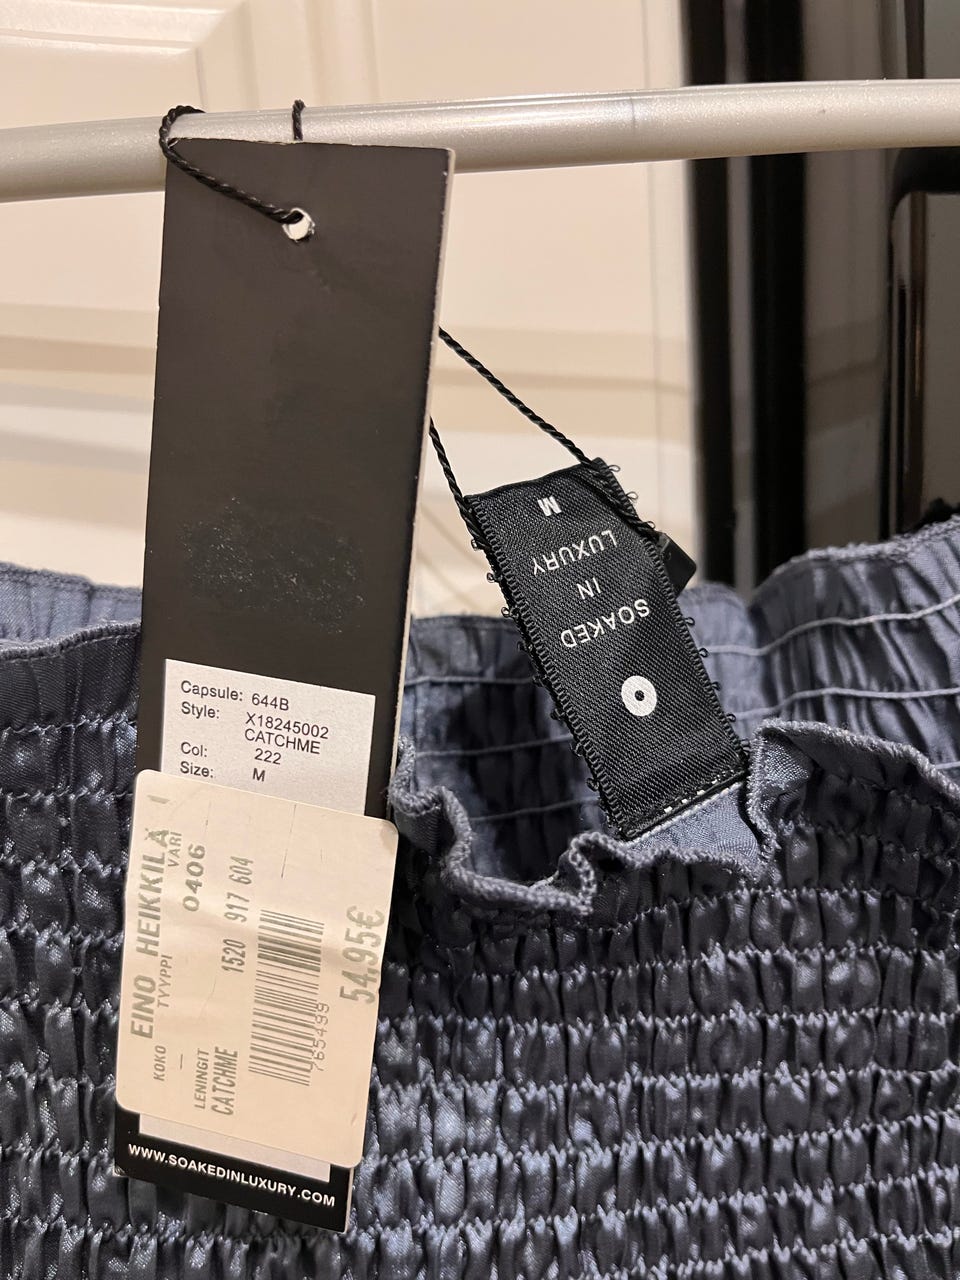 Capsule: 644B
Style: X18245002
CATCHME
Col: 222
Size: M
EINO HEIKKILÄ
KOKO TYYPPI VÄRI
— 0406
LENINGIT 1520 917 604
CATCHME
765499
54.95€
WWW.SOAKEDINLUXURY.COM
SOAKED
IN
LUXURY
M